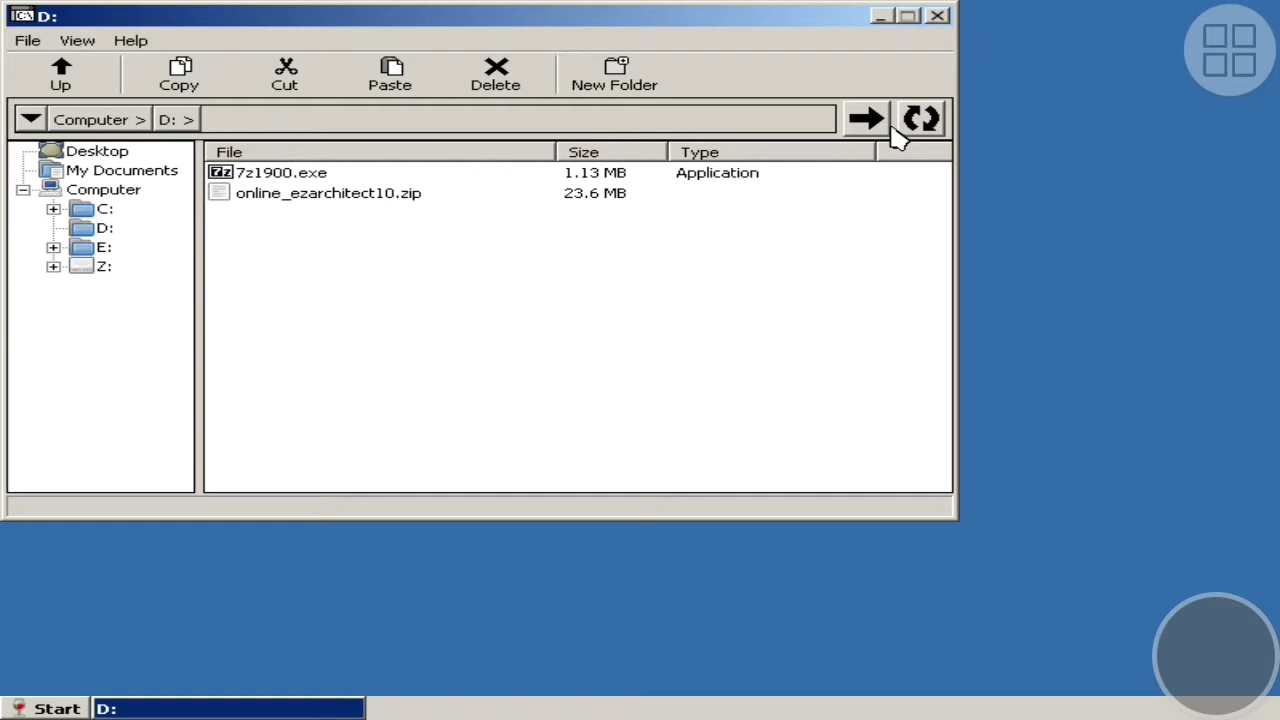 C:\ D:
File View Help
Up Copy Cut Paste Delete New Folder
Computer > D: >
Desktop
My Documents
Computer
C:
D:
E:
Z:
File Size Type
7z 7z1900.exe 1.13 MB Application
online_ezarchitect10.zip 23.6 MB
Start D: